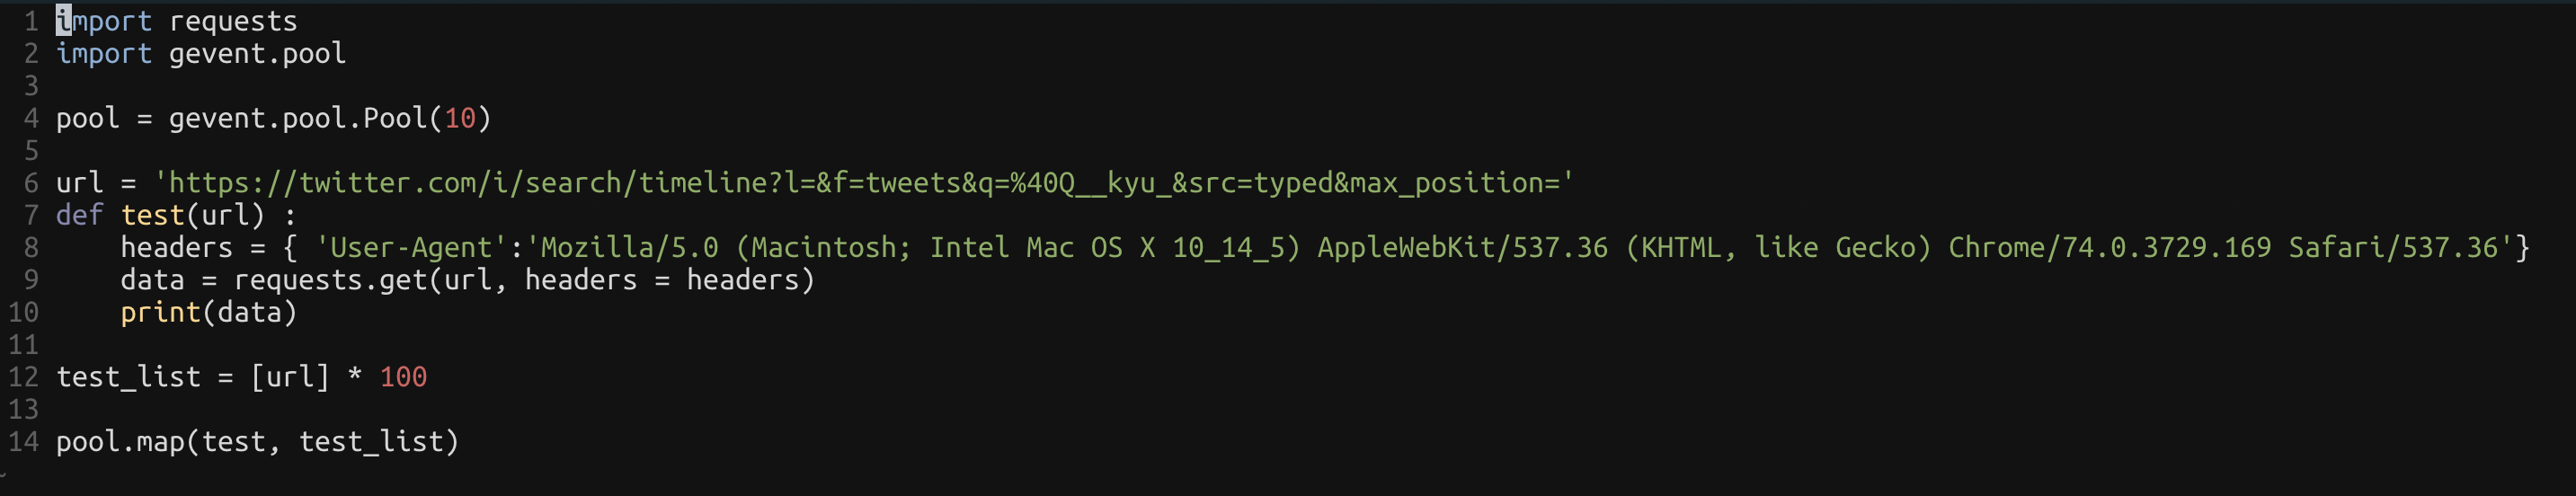 1 import requests
2 import gevent.pool
3
4 pool = gevent.pool.Pool(10)
5
6 url = 'https://twitter.com/i/search/timeline?l=&f=tweets&q=%40Q__kyu_&src=typed&max_position='
7 def test(url) :
8     headers = { 'User-Agent':'Mozilla/5.0 (Macintosh; Intel Mac OS X 10_14_5) AppleWebKit/537.36 (KHTML, like Gecko) Chrome/74.0.3729.169 Safari/537.36'}
9     data = requests.get(url, headers = headers)
10     print(data)
11
12 test_list = [url] * 100
13
14 pool.map(test, test_list)
~